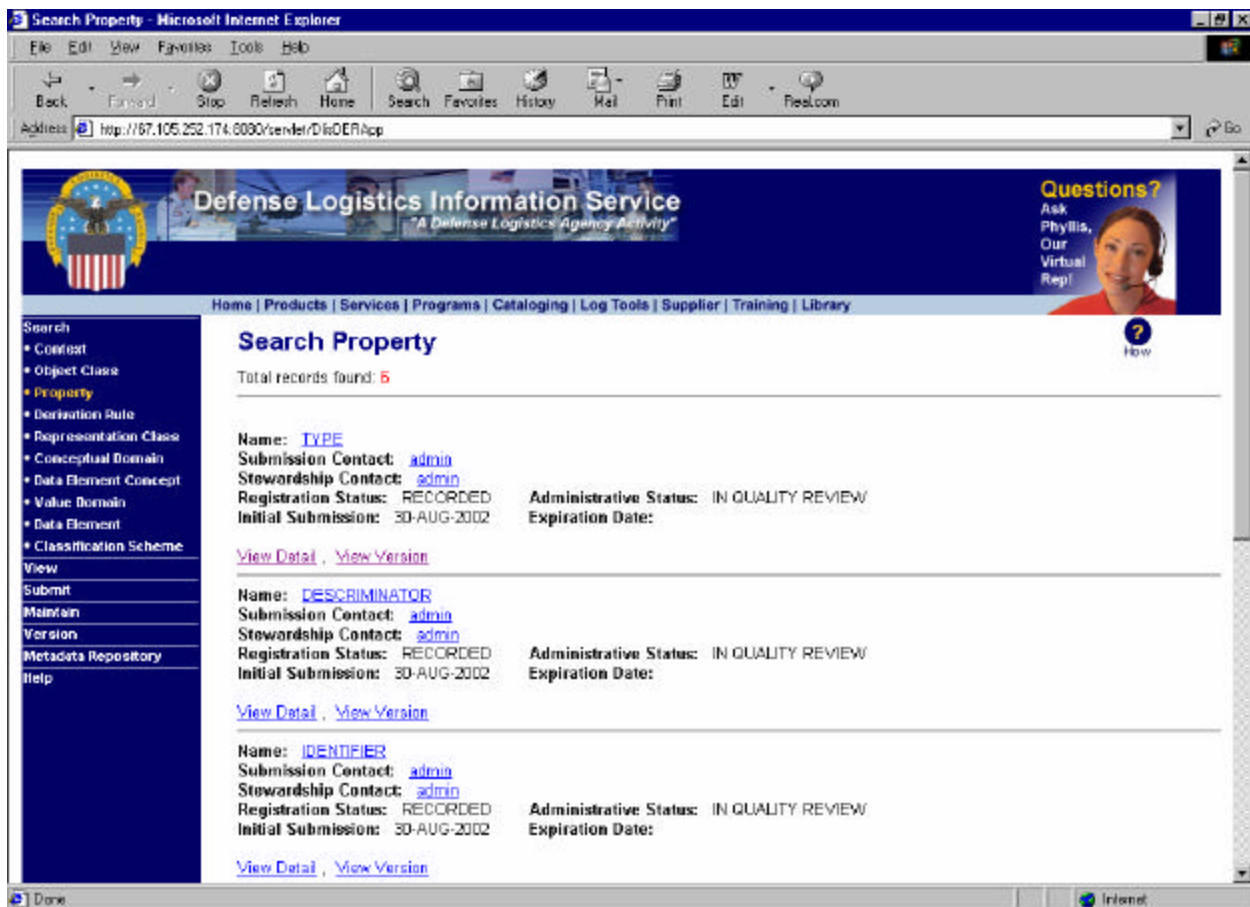 Search Property - Microsoft Internet Explorer
File Edit View Favorites Tools Help
Back Forward Stop Refresh Home Search Favorites History Mail Print Edit Real.com
Address http://67.105.252.174:8080/servlet/DlisDERApp Go
Defense Logistics Information Service
"A Defense Logistics Agency Activity"
Questions?
Ask
Phyllis,
Our
Virtual
Rep!
Home | Products | Services | Programs | Cataloging | Log Tools | Supplier | Training | Library
Search
• Context
• Object Class
• Property
• Derivation Rule
• Representation Class
• Conceptual Domain
• Data Element Concept
• Value Domain
• Data Element
• Classification Scheme
View
Submit
Maintain
Version
Metadata Repository
Help
Search Property
?
How
Total records found: 6
Name: TYPE
Submission Contact: admin
Stewardship Contact: admin
Registration Status: RECORDED Administrative Status: IN QUALITY REVIEW
Initial Submission: 30-AUG-2002 Expiration Date:
View Detail , View Version
Name: DESCRIMINATOR
Submission Contact: admin
Stewardship Contact: admin
Registration Status: RECORDED Administrative Status: IN QUALITY REVIEW
Initial Submission: 30-AUG-2002 Expiration Date:
View Detail , View Version
Name: IDENTIFIER
Submission Contact: admin
Stewardship Contact: admin
Registration Status: RECORDED Administrative Status: IN QUALITY REVIEW
Initial Submission: 30-AUG-2002 Expiration Date:
View Detail , View Version
Done Internet